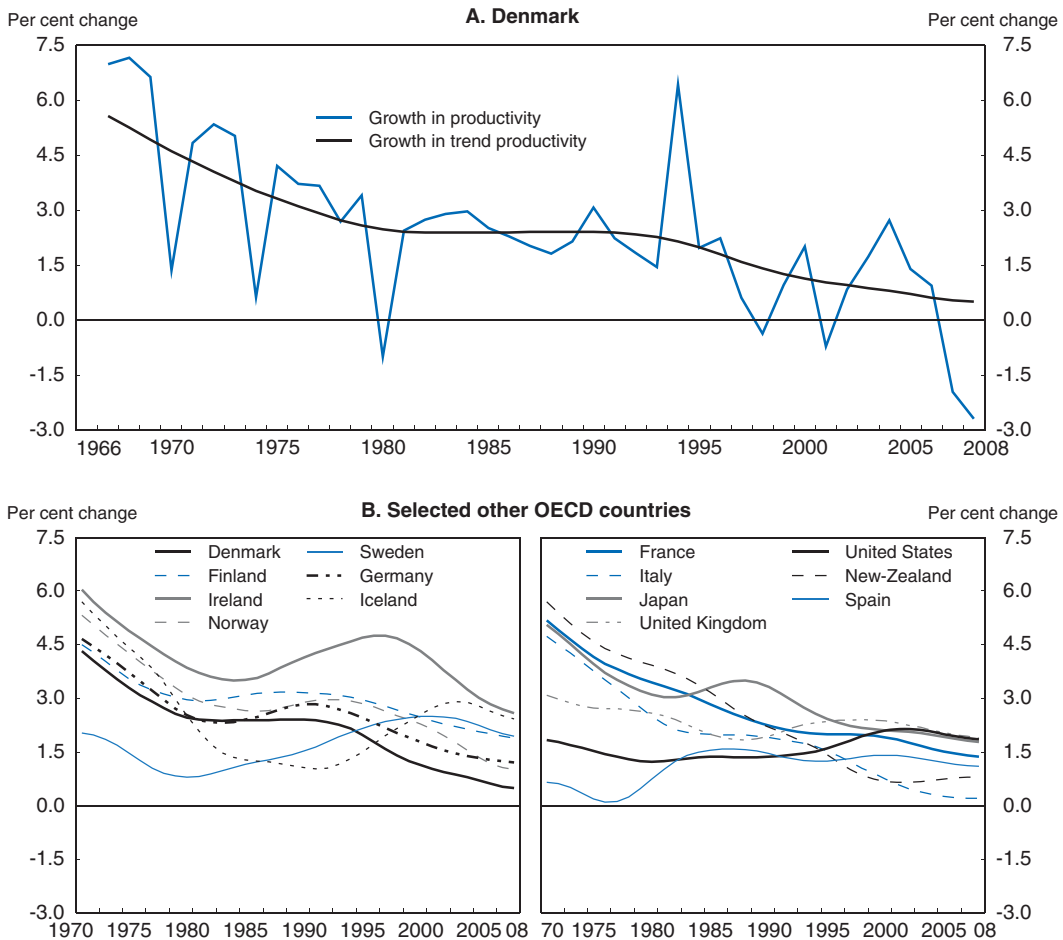 A. Denmark
Per cent change Per cent change
7.5 7.5
6.0 6.0
Growth in productivity
Growth in trend productivity
4.5 4.5
3.0 3.0
1.5 1.5
0.0 0.0
-1.5 -1.5
-3.0 -3.0
1966 1970 1975 1980 1985 1990 1995 2000 2005 2008
B. Selected other OECD countries
Per cent change Per cent change
7.5 7.5
Denmark Sweden France United States
Finland Germany Italy New-Zealand
6.0 6.0
Ireland Iceland Japan Spain
Norway United Kingdom
4.5 4.5
3.0 3.0
1.5 1.5
0.0 0.0
-1.5 -1.5
-3.0 -3.0
1970 1975 1980 1985 1990 1995 2000 2005 08 70 1975 1980 1985 1990 1995 2000 2005 08